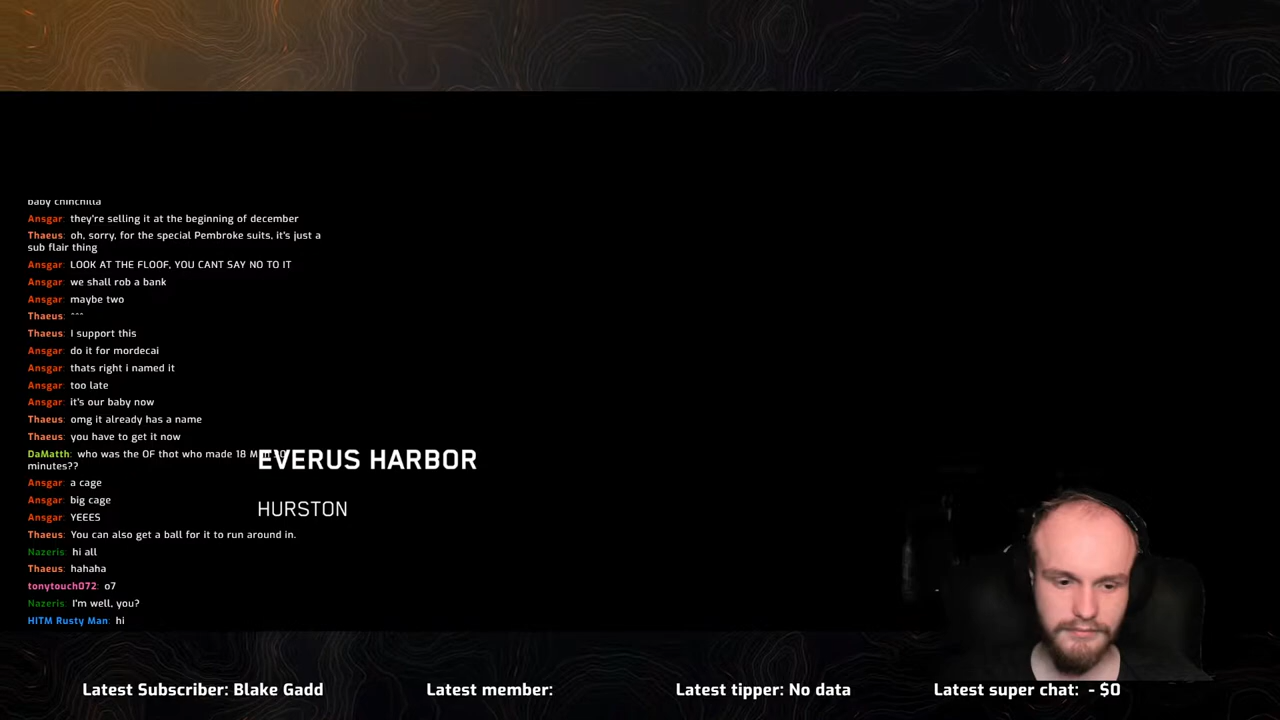 baby chinchilla
Ansgar: they're selling it at the beginning of december
Thaeus: oh, sorry, for the special Pembroke suits, it's just a
sub flair thing
Ansgar: LOOK AT THE FLOOF, YOU CANT SAY NO TO IT
Ansgar: we shall rob a bank
Ansgar: maybe two
Thaeus: ^^^
Thaeus: I support this
Ansgar: do it for mordecai
Ansgar: thats right i named it
Ansgar: too late
Ansgar: it's our baby now
Thaeus: omg it already has a name
Thaeus: you have to get it now
DaMatth: who was the OF thot who made 18 M
minutes??
EVERUS HARBOR
Ansgar: a cage
Ansgar: big cage
HURSTON
Ansgar: YEEES
Thaeus: You can also get a ball for it to run around in.
Nazeris: hi all
Thaeus: hahaha
tonytouch072: o7
Nazeris: I'm well, you?
HITM Rusty Man: hi
Latest Subscriber: Blake Gadd
Latest member:
Latest tipper: No data
Latest super chat: - $0